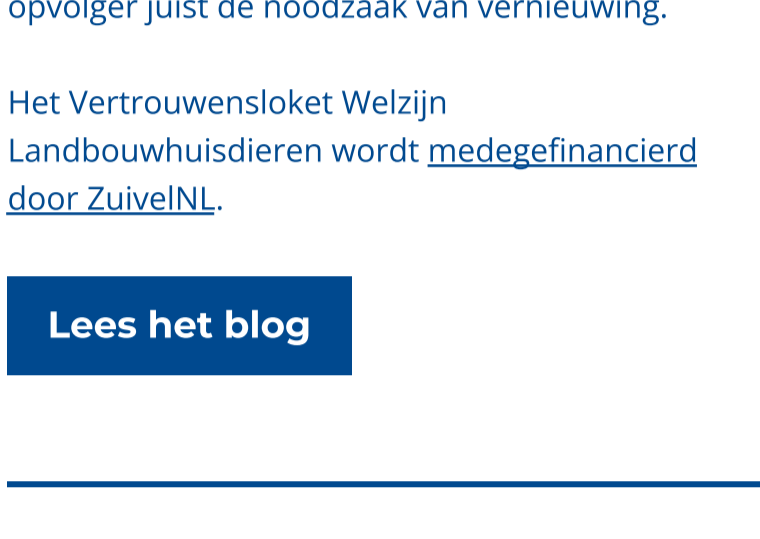 opvolger juist de noodzaak van vernieuwing.
Het Vertrouwensloket Welzijn
Landbouwhuisdieren wordt medegefinancierd
door ZuivelNL.
Lees het blog